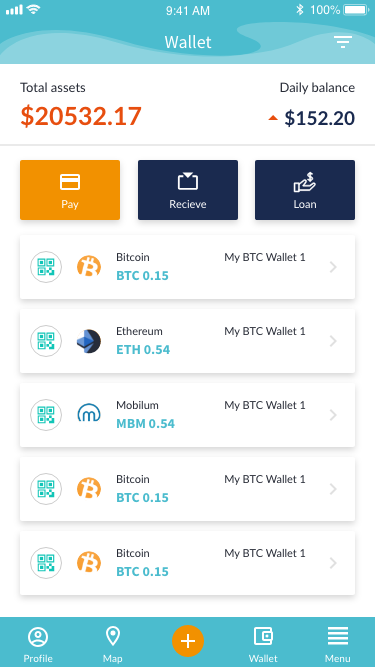 9:41 AM 100%
Wallet
Total assets Daily balance
$20532.17 $152.20
Pay Recieve Loan
Bitcoin My BTC Wallet 1
BTC 0.15
Ethereum My BTC Wallet 1
ETH 0.54
Mobilum My BTC Wallet 1
MBM 0.54
Bitcoin My BTC Wallet 1
BTC 0.15
Bitcoin My BTC Wallet 1
BTC 0.15
Profile Map Wallet Menu